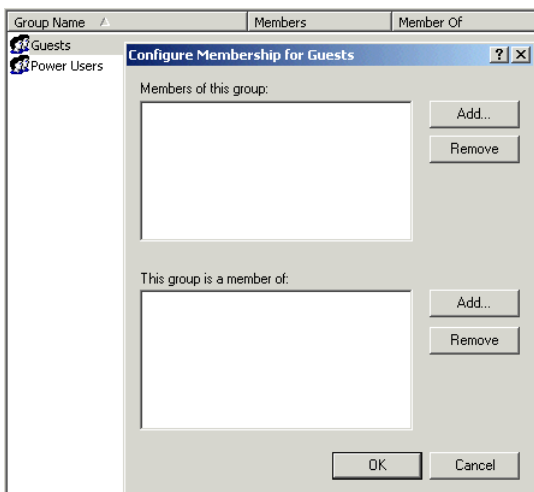 Group Name Members Member Of
Guests
Power Users
Configure Membership for Guests
Members of this group:
Add...
Remove
This group is a member of:
Add...
Remove
OK Cancel